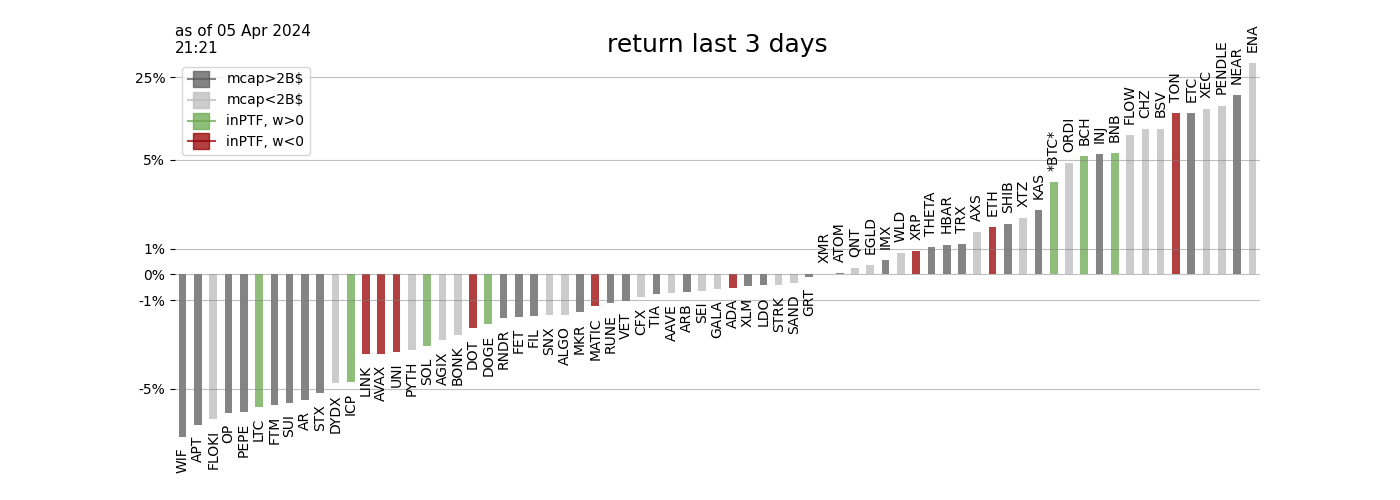 as of 05 Apr 2024
21:21
return last 3 days
mcap>2B$
mcap<2B$
inPTF, w>0
inPTF, w<0
25%
5%
1%
0%
-1%
-5%
WIF
APT
FLOKI
OP
PEPE
LTC
FTM
SUI
AR
STX
DYDX
ICP
LINK
AVAX
UNI
PYTH
SOL
AGIX
BONK
DOT
DOGE
RNDR
FET
FIL
SNX
ALGO
MKR
MATIC
RUNE
VET
CFX
TIA
AAVE
ARB
SEI
GALA
ADA
XLM
LDO
STRK
SAND
GRT
XMR
ATOM
QNT
EGLD
IMX
WLD
XRP
THETA
HBAR
TRX
AXS
ETH
SHIB
XTZ
KAS
*BTC*
ORDI
BCH
INJ
BNB
FLOW
CHZ
BSV
TON
ETC
XEC
PENDLE
NEAR
ENA